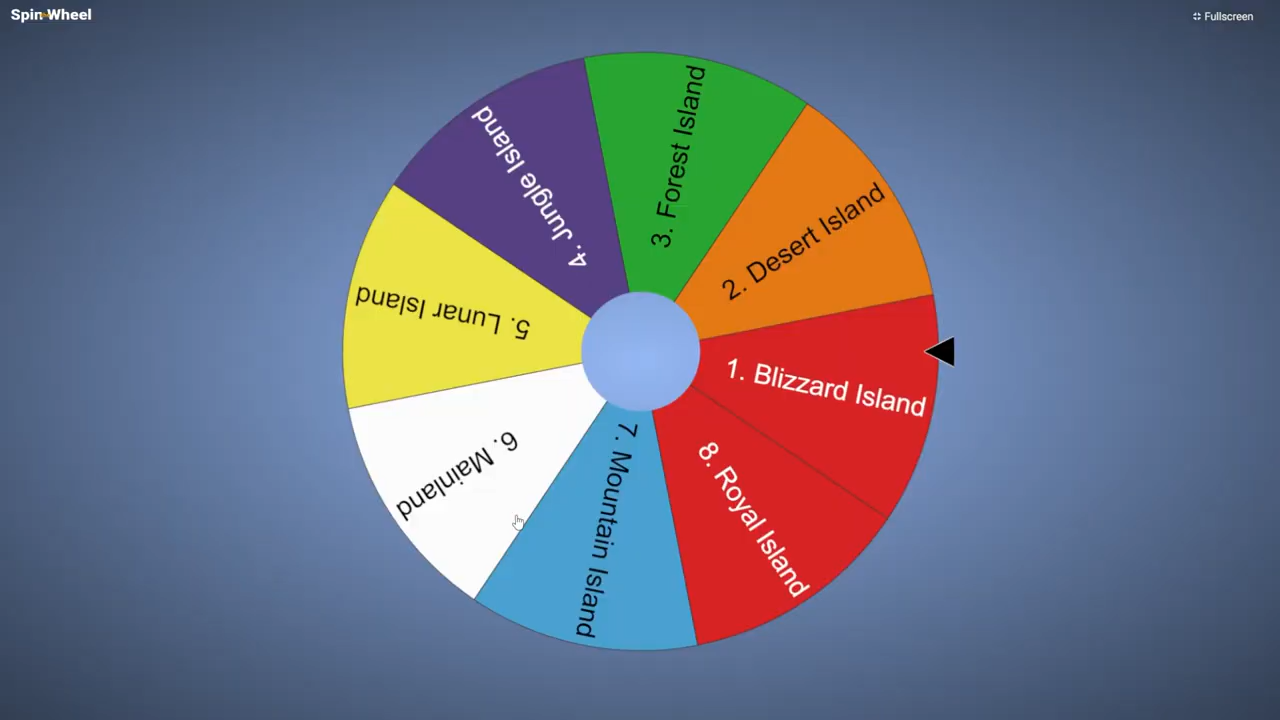 Spin The Wheel
Fullscreen
1. Blizzard Island
2. Desert Island
3. Forest Island
4. Jungle Island
5. Lunar Island
6. Mainland
7. Mountain Island
8. Royal Island